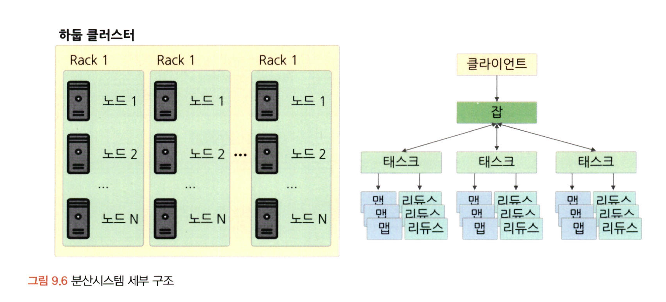 하둡 클러스터
Rack 1
Rack 1
Rack 1
노드 1
노드 1
노드 1
노드 2
노드 2
...
노드 2
...
...
...
노드 N
노드 N
노드 N
클라이언트
잡
태스크
태스크
태스크
맵
리듀스
맵
리듀스
맵
리듀스
맵
리듀스
맵
리듀스
맵
리듀스
맵
리듀스
맵
리듀스
맵
리듀스
그림 9.6 분산시스템 세부 구조